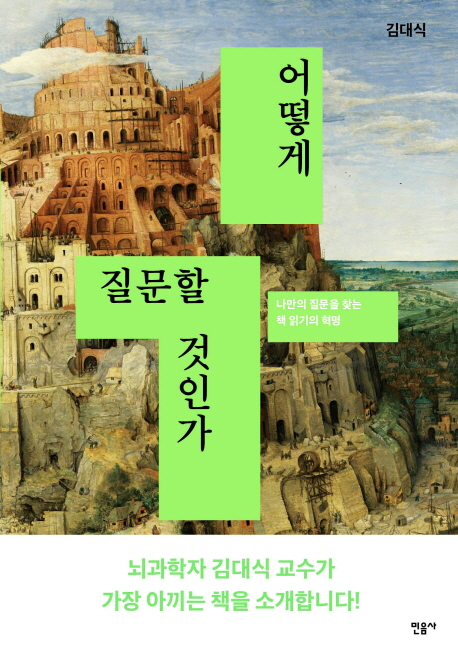 김대식
어떻게
질문할
것인가
나만의 질문을 찾는
책 읽기의 혁명
뇌과학자 김대식 교수가
가장 아끼는 책을 소개합니다!
민음사